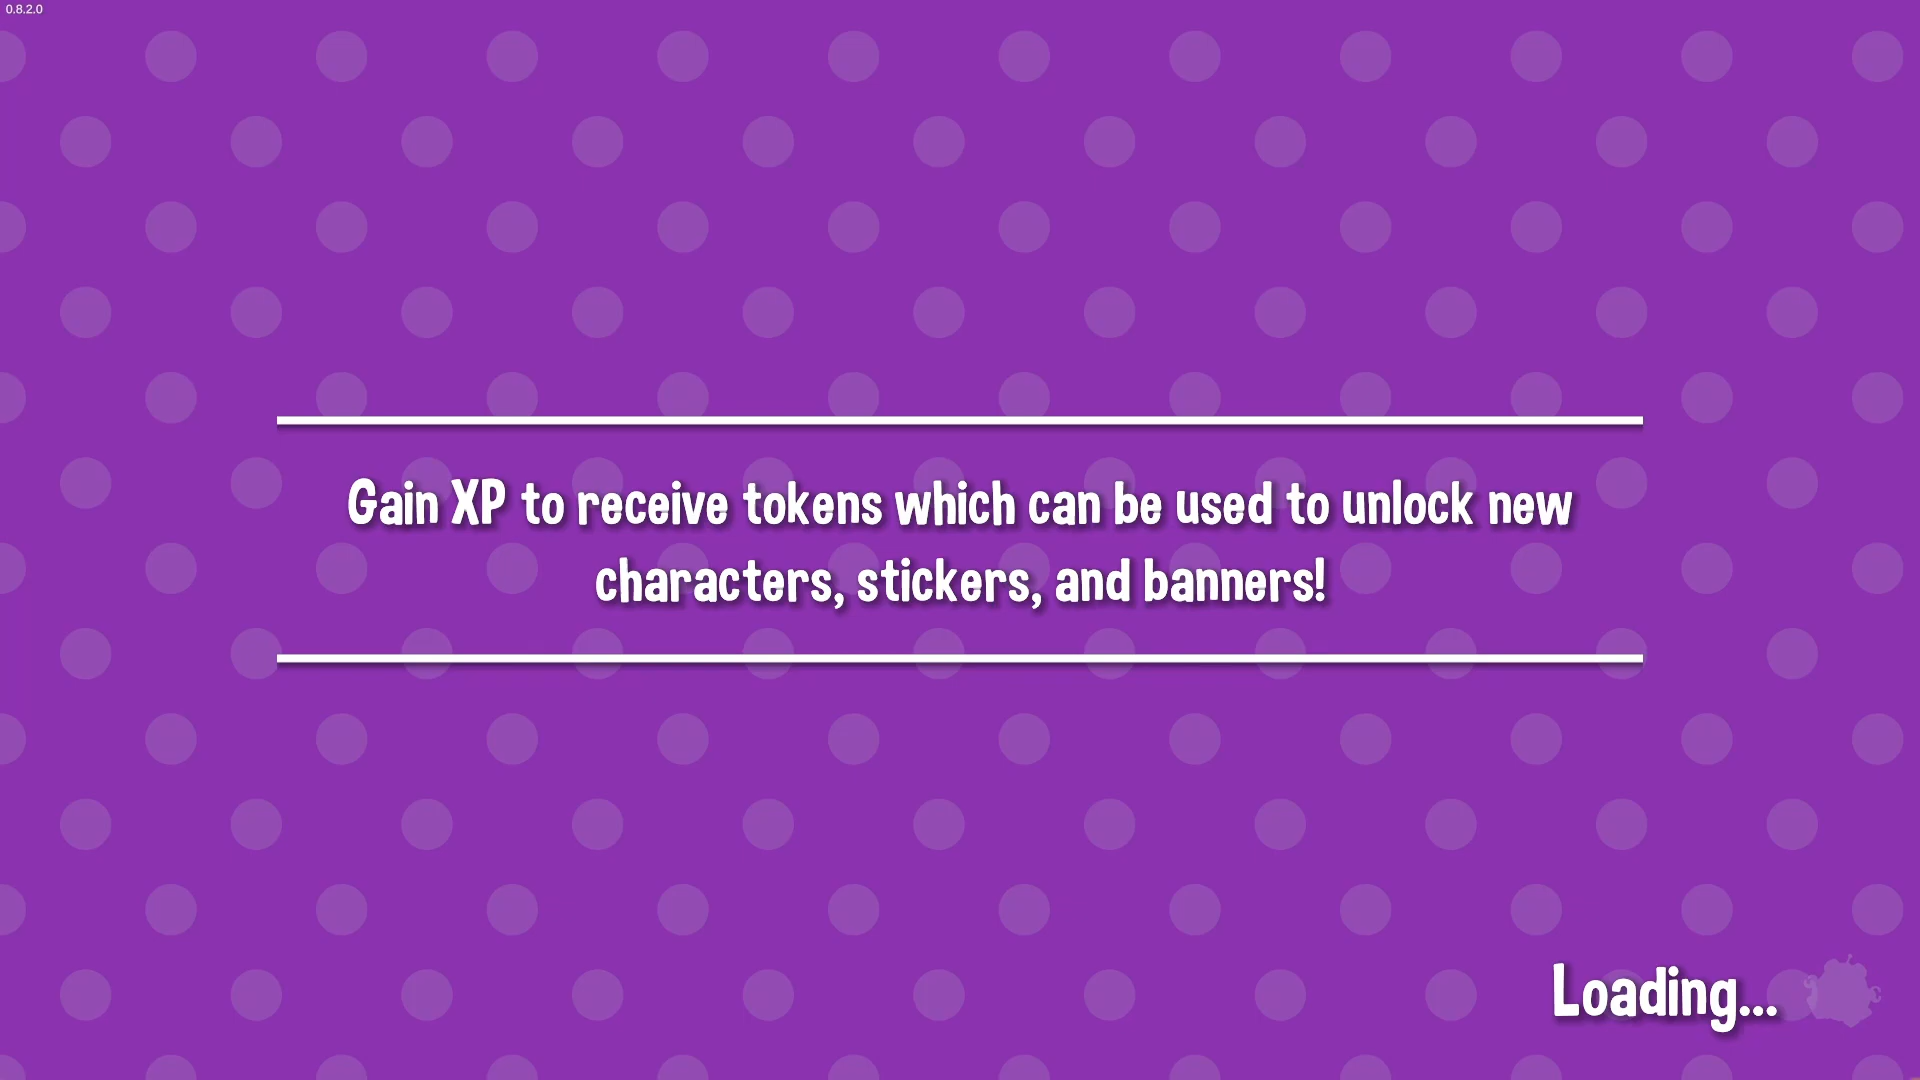 0.8.2.0
Gain XP to receive tokens which can be used to unlock new
characters, stickers, and banners!
Loading...